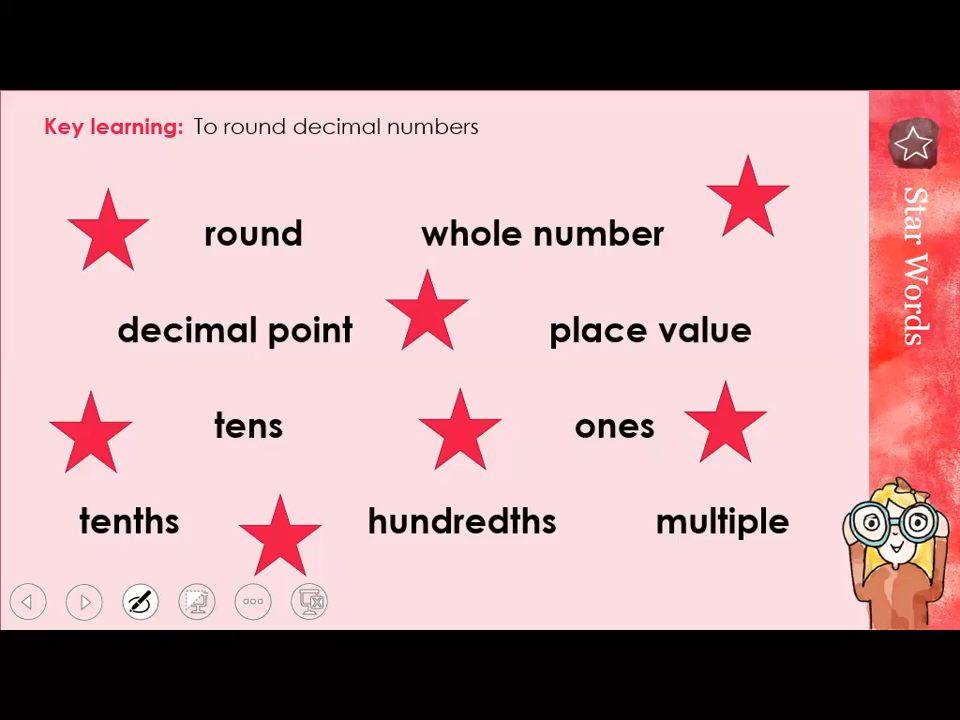 Key learning: To round decimal numbers
round whole number
decimal point place value
tens ones
tenths hundredths multiple
Star Words